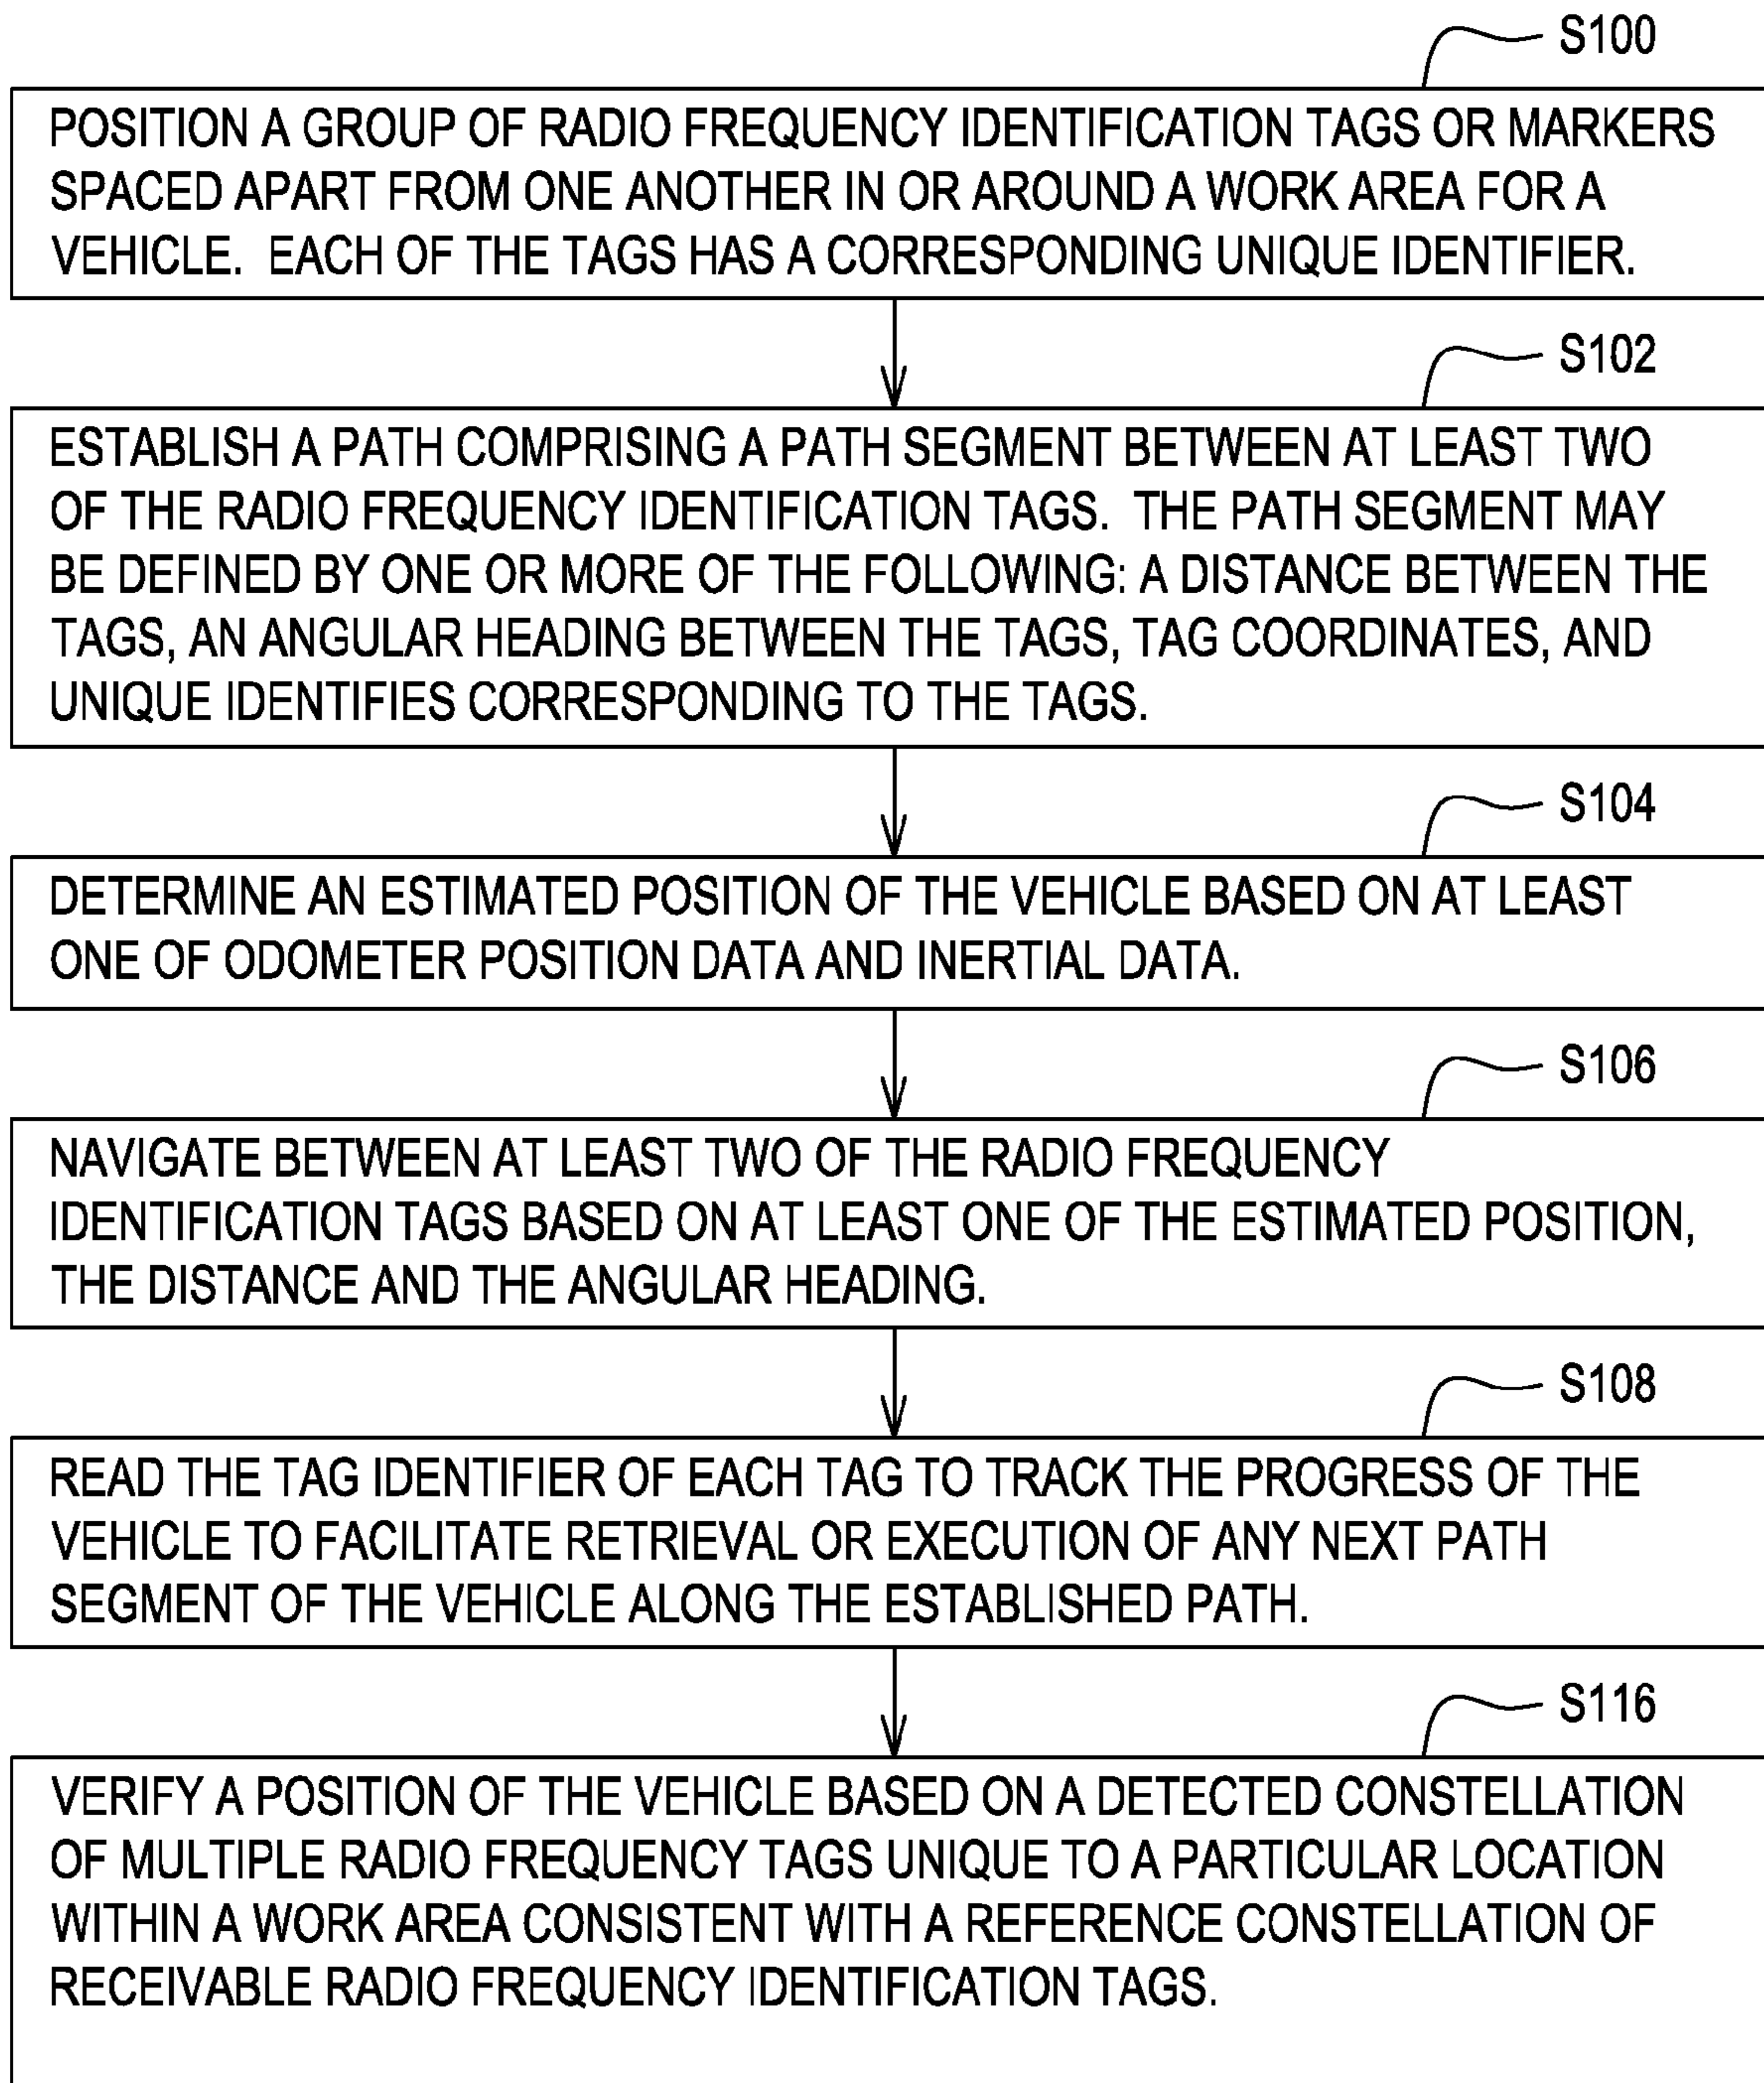 S100
POSITION A GROUP OF RADIO FREQUENCY IDENTIFICATION TAGS OR MARKERS
SPACED APART FROM ONE ANOTHER IN OR AROUND A WORK AREA FOR A
VEHICLE. EACH OF THE TAGS HAS A CORRESPONDING UNIQUE IDENTIFIER.
S102
ESTABLISH A PATH COMPRISING A PATH SEGMENT BETWEEN AT LEAST TWO
OF THE RADIO FREQUENCY IDENTIFICATION TAGS. THE PATH SEGMENT MAY
BE DEFINED BY ONE OR MORE OF THE FOLLOWING: A DISTANCE BETWEEN THE
TAGS, AN ANGULAR HEADING BETWEEN THE TAGS, TAG COORDINATES, AND
UNIQUE IDENTIFIES CORRESPONDING TO THE TAGS.
S104
DETERMINE AN ESTIMATED POSITION OF THE VEHICLE BASED ON AT LEAST
ONE OF ODOMETER POSITION DATA AND INERTIAL DATA.
S106
NAVIGATE BETWEEN AT LEAST TWO OF THE RADIO FREQUENCY
IDENTIFICATION TAGS BASED ON AT LEAST ONE OF THE ESTIMATED POSITION,
THE DISTANCE AND THE ANGULAR HEADING.
S108
READ THE TAG IDENTIFIER OF EACH TAG TO TRACK THE PROGRESS OF THE
VEHICLE TO FACILITATE RETRIEVAL OR EXECUTION OF ANY NEXT PATH
SEGMENT OF THE VEHICLE ALONG THE ESTABLISHED PATH.
S116
VERIFY A POSITION OF THE VEHICLE BASED ON A DETECTED CONSTELLATION
OF MULTIPLE RADIO FREQUENCY TAGS UNIQUE TO A PARTICULAR LOCATION
WITHIN A WORK AREA CONSISTENT WITH A REFERENCE CONSTELLATION OF
RECEIVABLE RADIO FREQUENCY IDENTIFICATION TAGS.